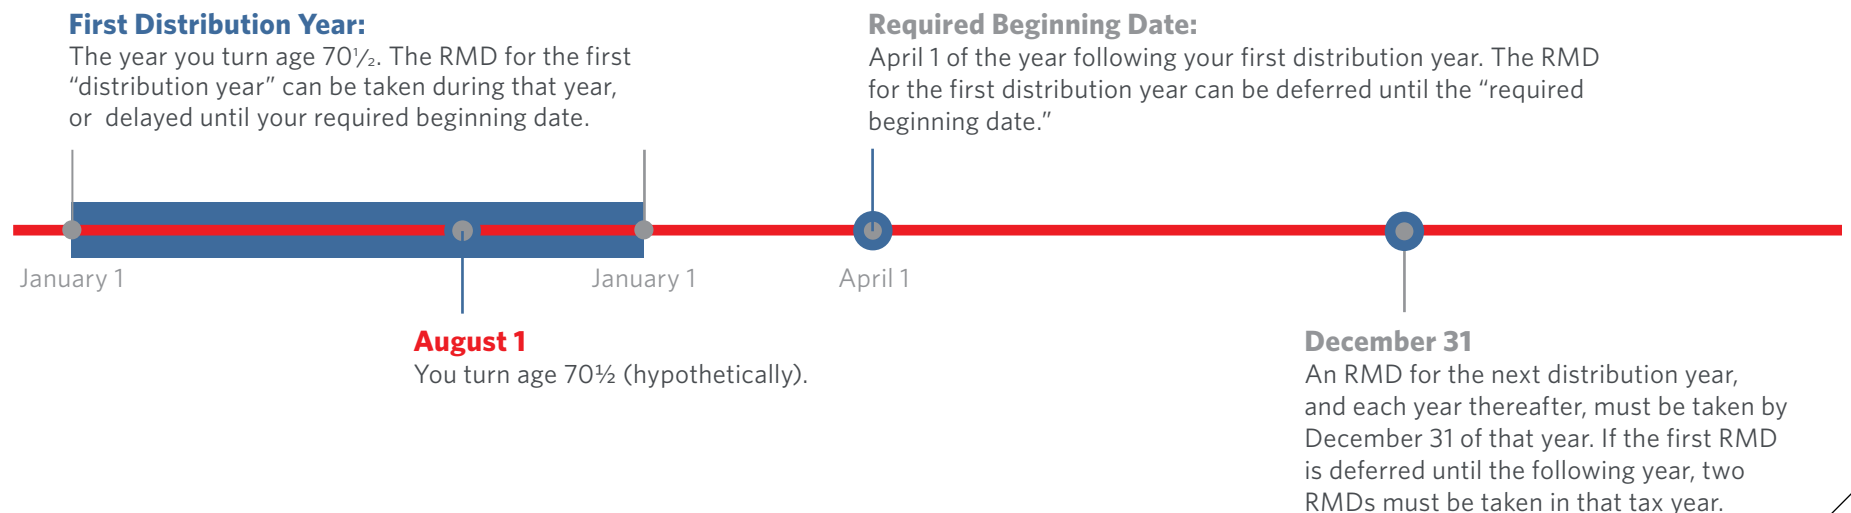 First Distribution Year:
The year you turn age 70½. The RMD for the first
“distribution year” can be taken during that year,
or delayed until your required beginning date.
Required Beginning Date:
April 1 of the year following your first distribution year. The RMD
for the first distribution year can be deferred until the “required
beginning date.”
January 1
January 1
April 1
August 1
You turn age 70½ (hypothetically).
December 31
An RMD for the next distribution year,
and each year thereafter, must be taken by
December 31 of that year. If the first RMD
is deferred until the following year, two
RMDs must be taken in that tax year.